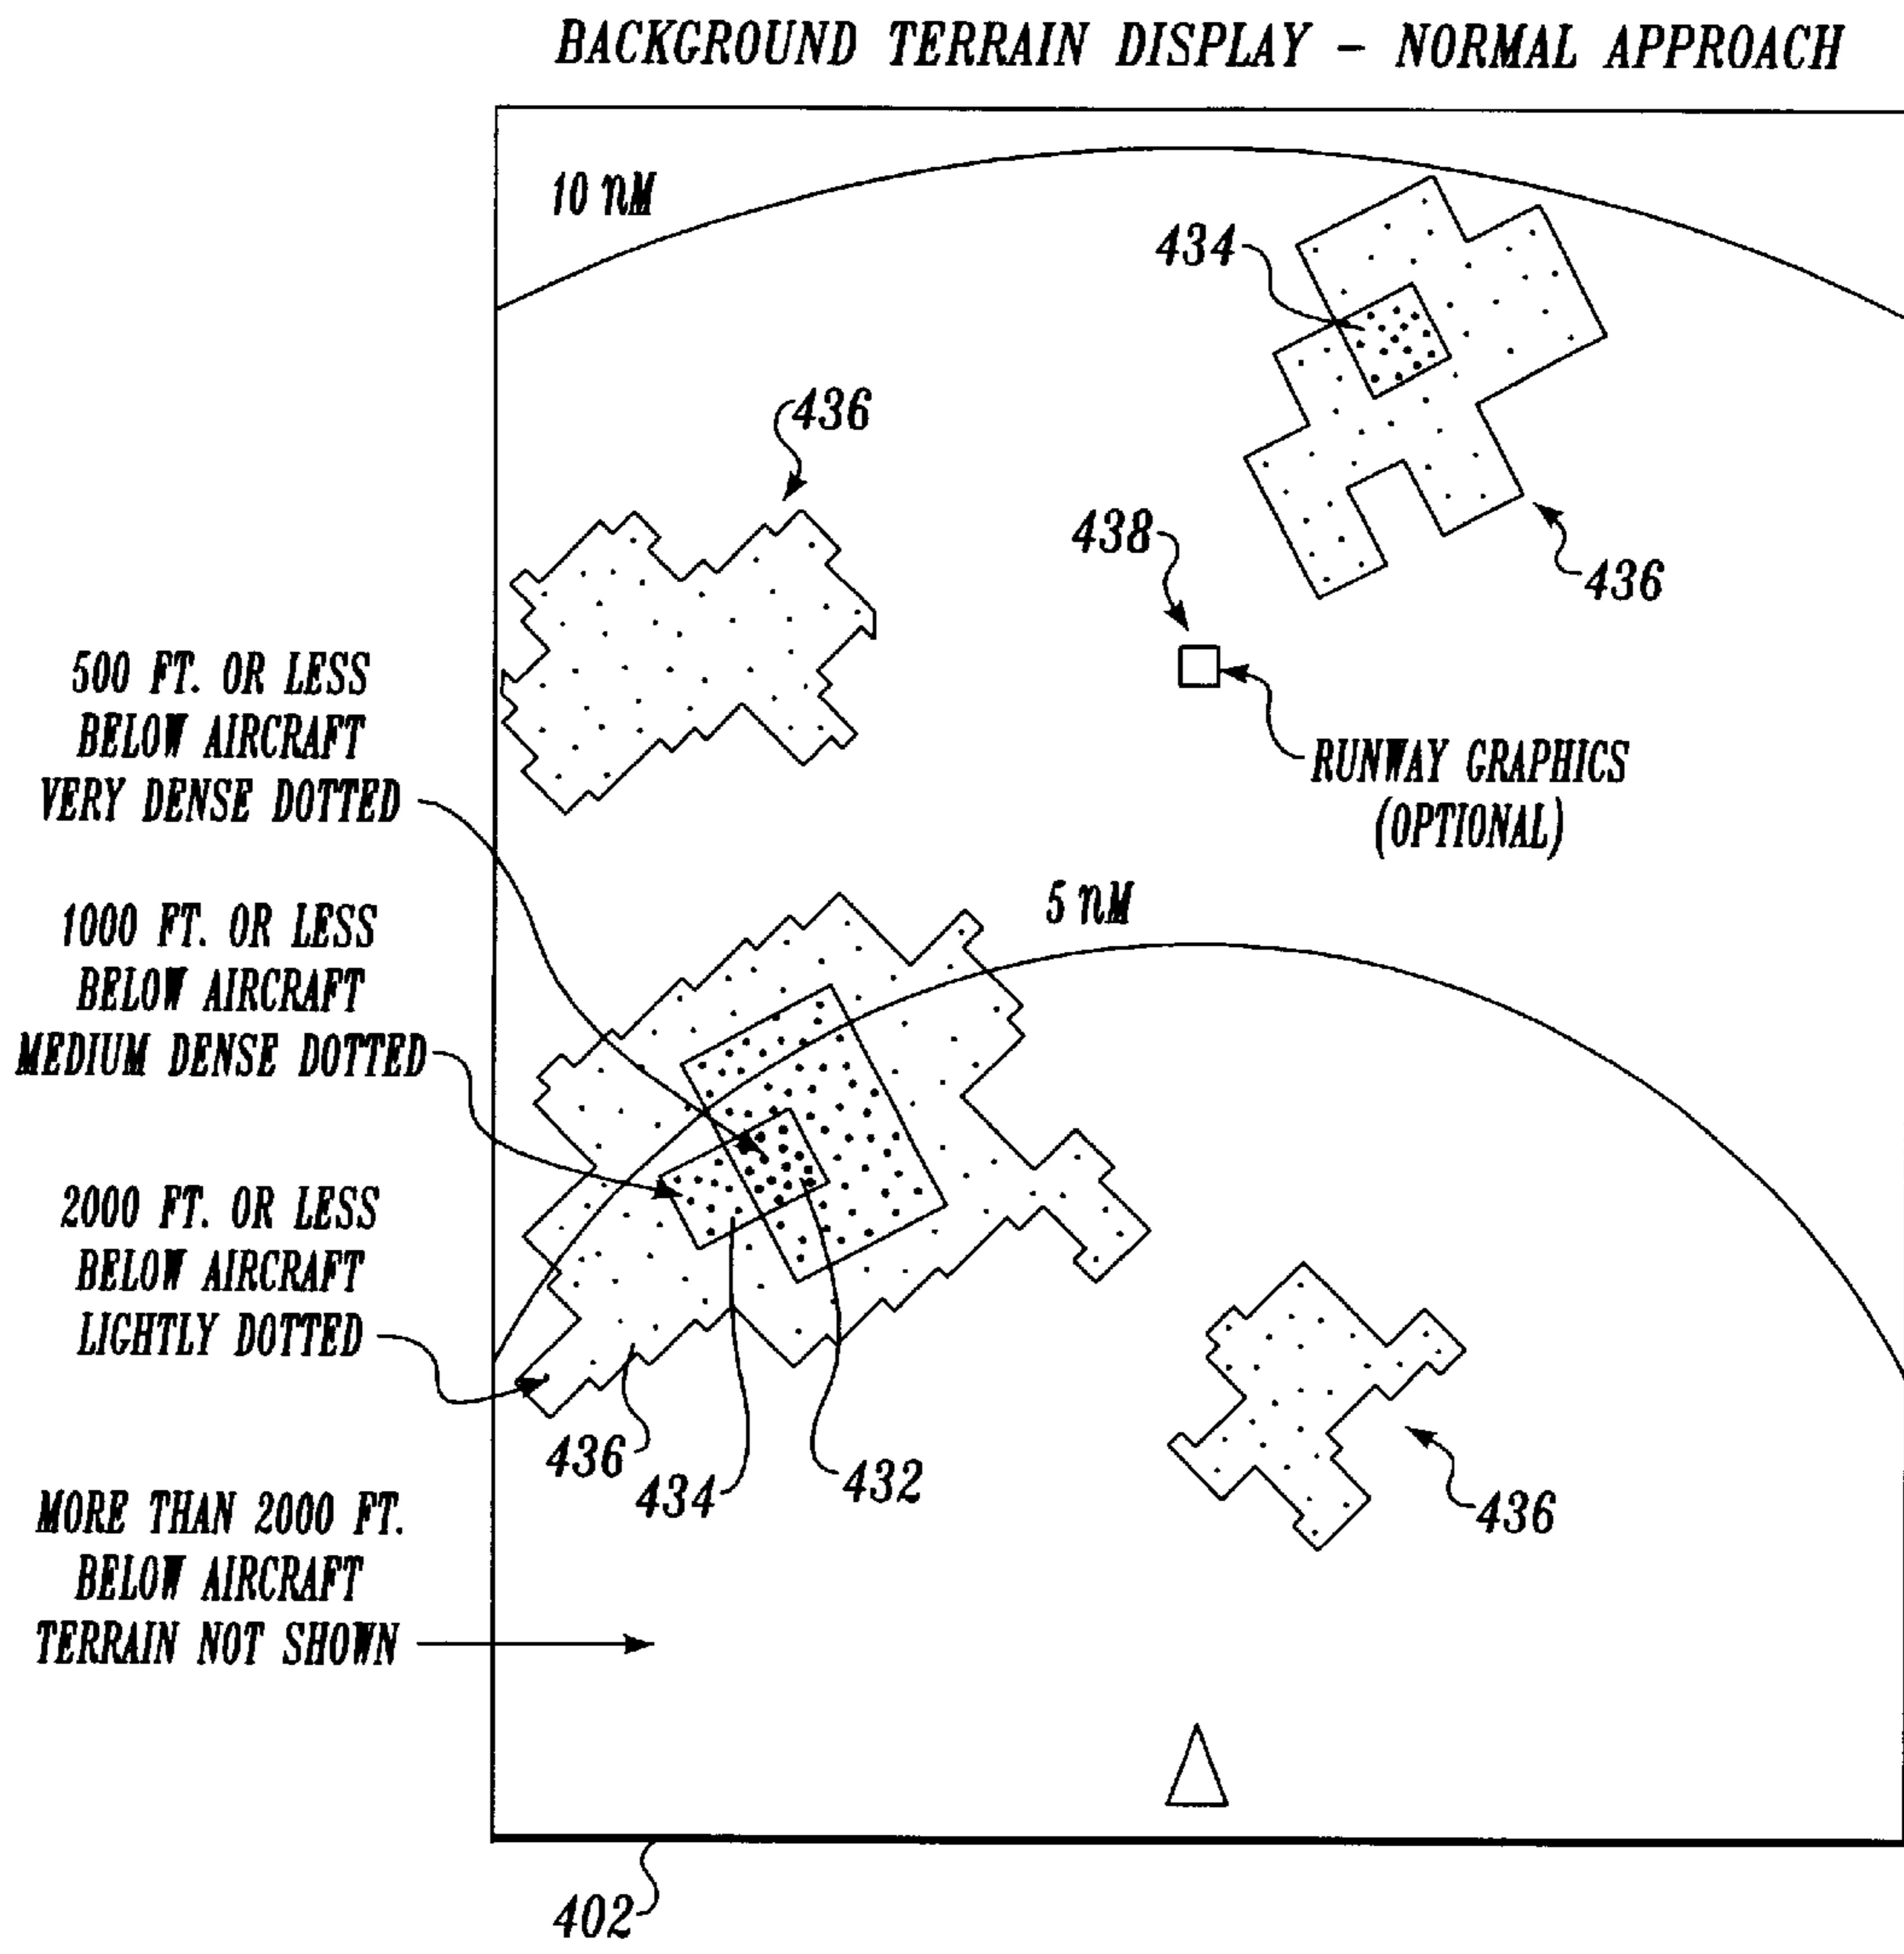 BACKGROUND TERRAIN DISPLAY - NORMAL APPROACH
10 nM
434
436
438
436
500 FT. OR LESS
BELOW AIRCRAFT
VERY DENSE DOTTED
RUNWAY GRAPHICS
(OPTIONAL)
1000 FT. OR LESS
BELOW AIRCRAFT
MEDIUM DENSE DOTTED
5 nM
2000 FT. OR LESS
BELOW AIRCRAFT
LIGHTLY DOTTED
436
434
432
436
MORE THAN 2000 FT.
BELOW AIRCRAFT
TERRAIN NOT SHOWN
402